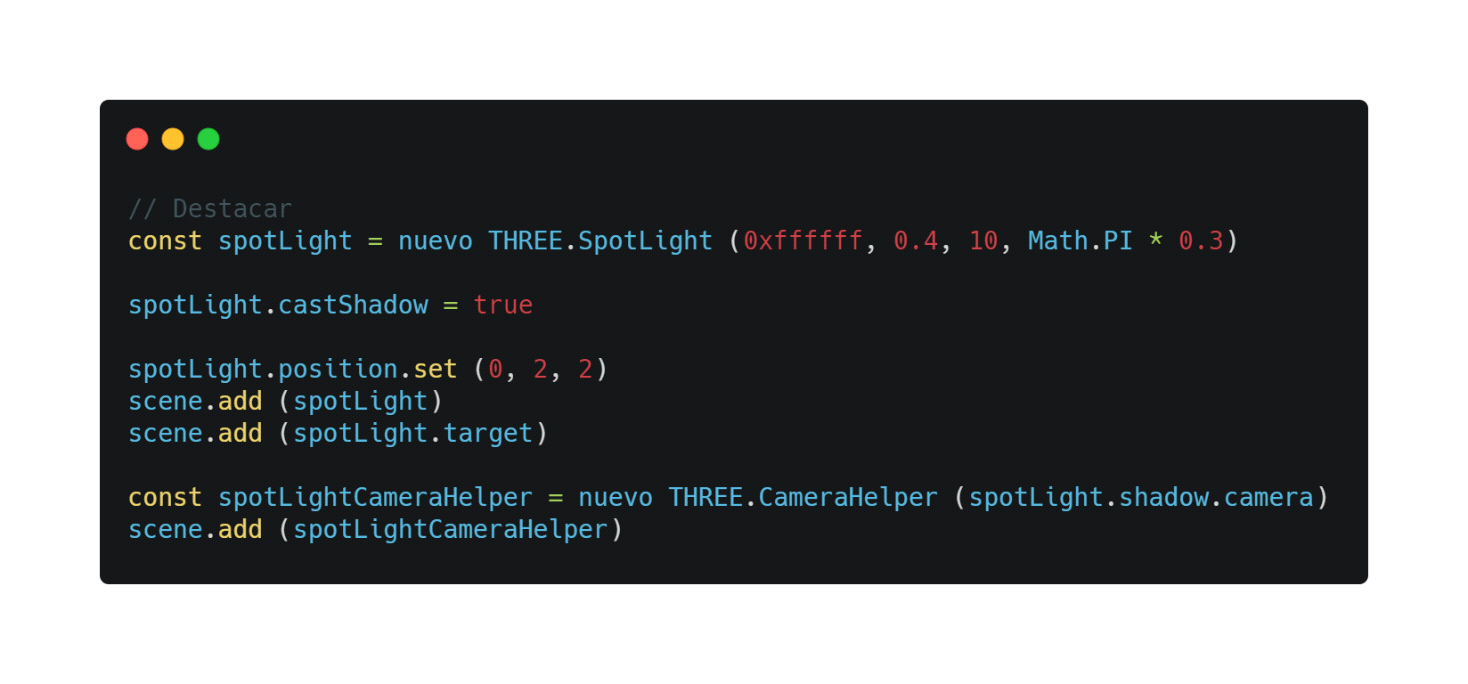 // Destacar
const spotLight = nuevo THREE.SpotLight (0xffffff, 0.4, 10, Math.PI * 0.3)
spotLight.castShadow = true
spotLight.position.set (0, 2, 2)
scene.add (spotLight)
scene.add (spotLight.target)
const spotLightCameraHelper = nuevo THREE.CameraHelper (spotLight.shadow.camera)
scene.add (spotLightCameraHelper)